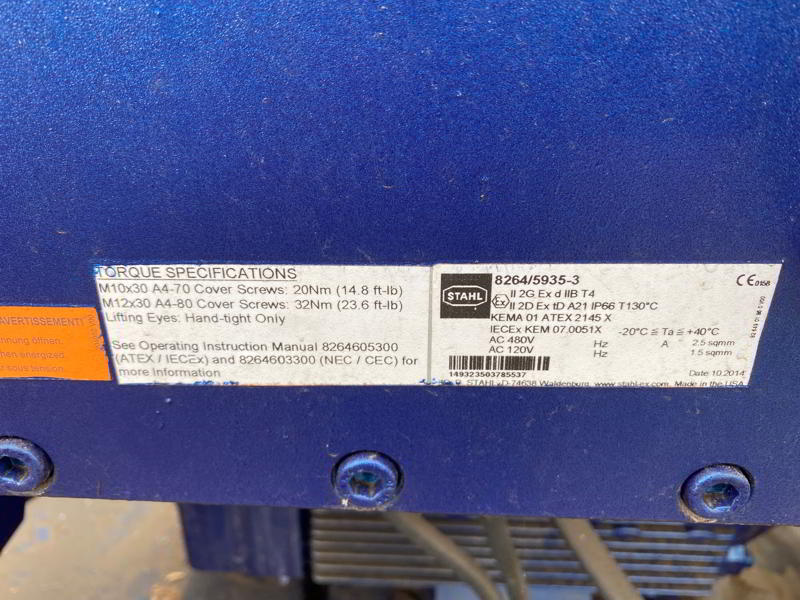 AVERTISSEMENT!
nnung öffnen.
hen energized.
r sous tension.
TORQUE SPECIFICATIONS
M10x30 A4-70 Cover Screws: 20Nm (14.8 ft-lb)
M12x30 A4-80 Cover Screws: 32Nm (23.6 ft-lb)
Lifting Eyes: Hand-tight Only
See Operating Instruction Manual 8264605300
(ATEX / IECEx) and 8264603300 (NEC / CEC) for
more Information
STAHL
8264/5935-3
CE 0158
Ex II 2G Ex d IIB T4
II 2D Ex tD A21 IP66 T130°C
KEMA 01 ATEX 2145 X
IECEx KEM 07.0051X -20°C ≦ Ta ≦ +40°C
AC 480V Hz A 2.5 sqmm
AC 120V Hz 1.5 sqmm
149323503785537
Date 10.2014
STAHL, D-74638 Waldenburg, www.stahl-ex.com, Made in the USA